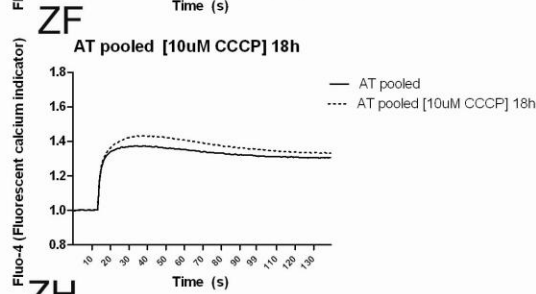 Fl
Time (s)
ZF
AT pooled [10uM CCCP] 18h
Fluo-4 (Fluorescent calcium indicator)
1.8
1.6
1.4
1.2
1.0
0.8
AT pooled
AT pooled [10uM CCCP] 18h
10
20
30
40
50
60
70
80
90
99
110
120
130
Time (s)
ZH